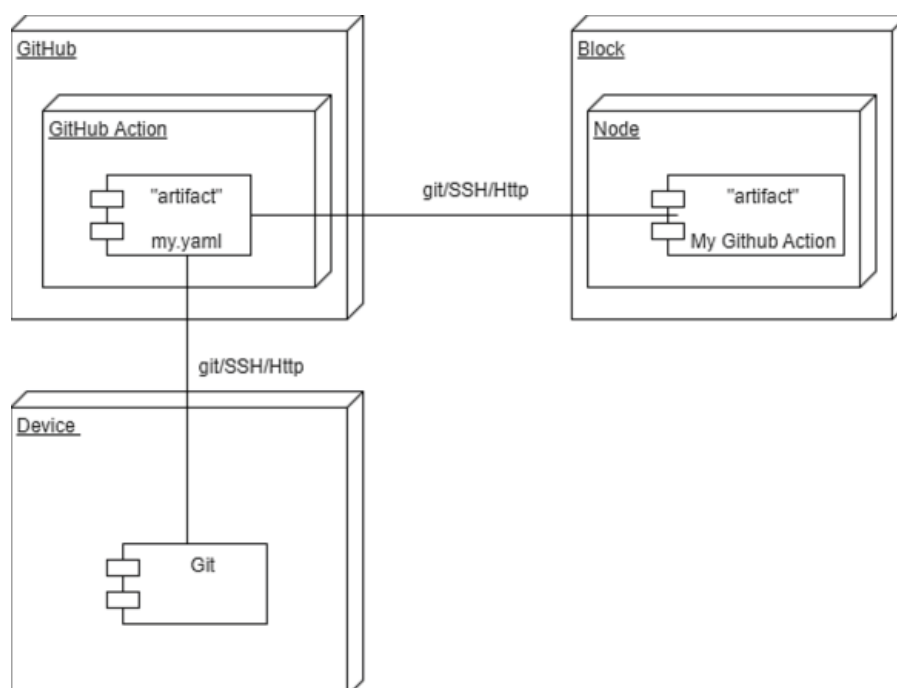 GitHub
GitHub Action
"artifact"
my.yaml
git/SSH/Http
Block
Node
"artifact"
My Github Action
git/SSH/Http
Device
Git